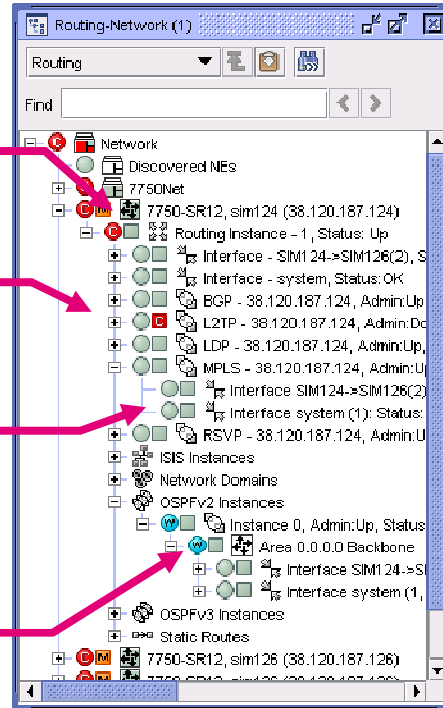 Routing-Network (1)
Routing
Find
C Network
Discovered NEs
7750Net
C M 7750-SR12, sim124 (38.120.187.124)
C Routing Instance - 1, Status: Up
Interface - SIM124->SIM126(2), S
Interface - system, Status: OK
BGP - 38.120.187.124, Admin:Up
C L2TP - 38.120.187.124, Admin:Do
LDP - 38.120.187.124, Admin:Up,
MPLS - 38.120.187.124, Admin:U
Interface SIM124->SIM126(2)
Interface system (1): Status:
RSVP - 38.120.187.124, Admin:U
ISIS Instances
Network Domains
OSPFv2 Instances
W Instance 0, Admin:Up, Status
W Area 0.0.0.0 Backbone
Interface SIM124->SI
Interface system (1,
OSPFv3 Instances
Static Routes
C M 7750-SR12, sim126 (38.120.187.126)